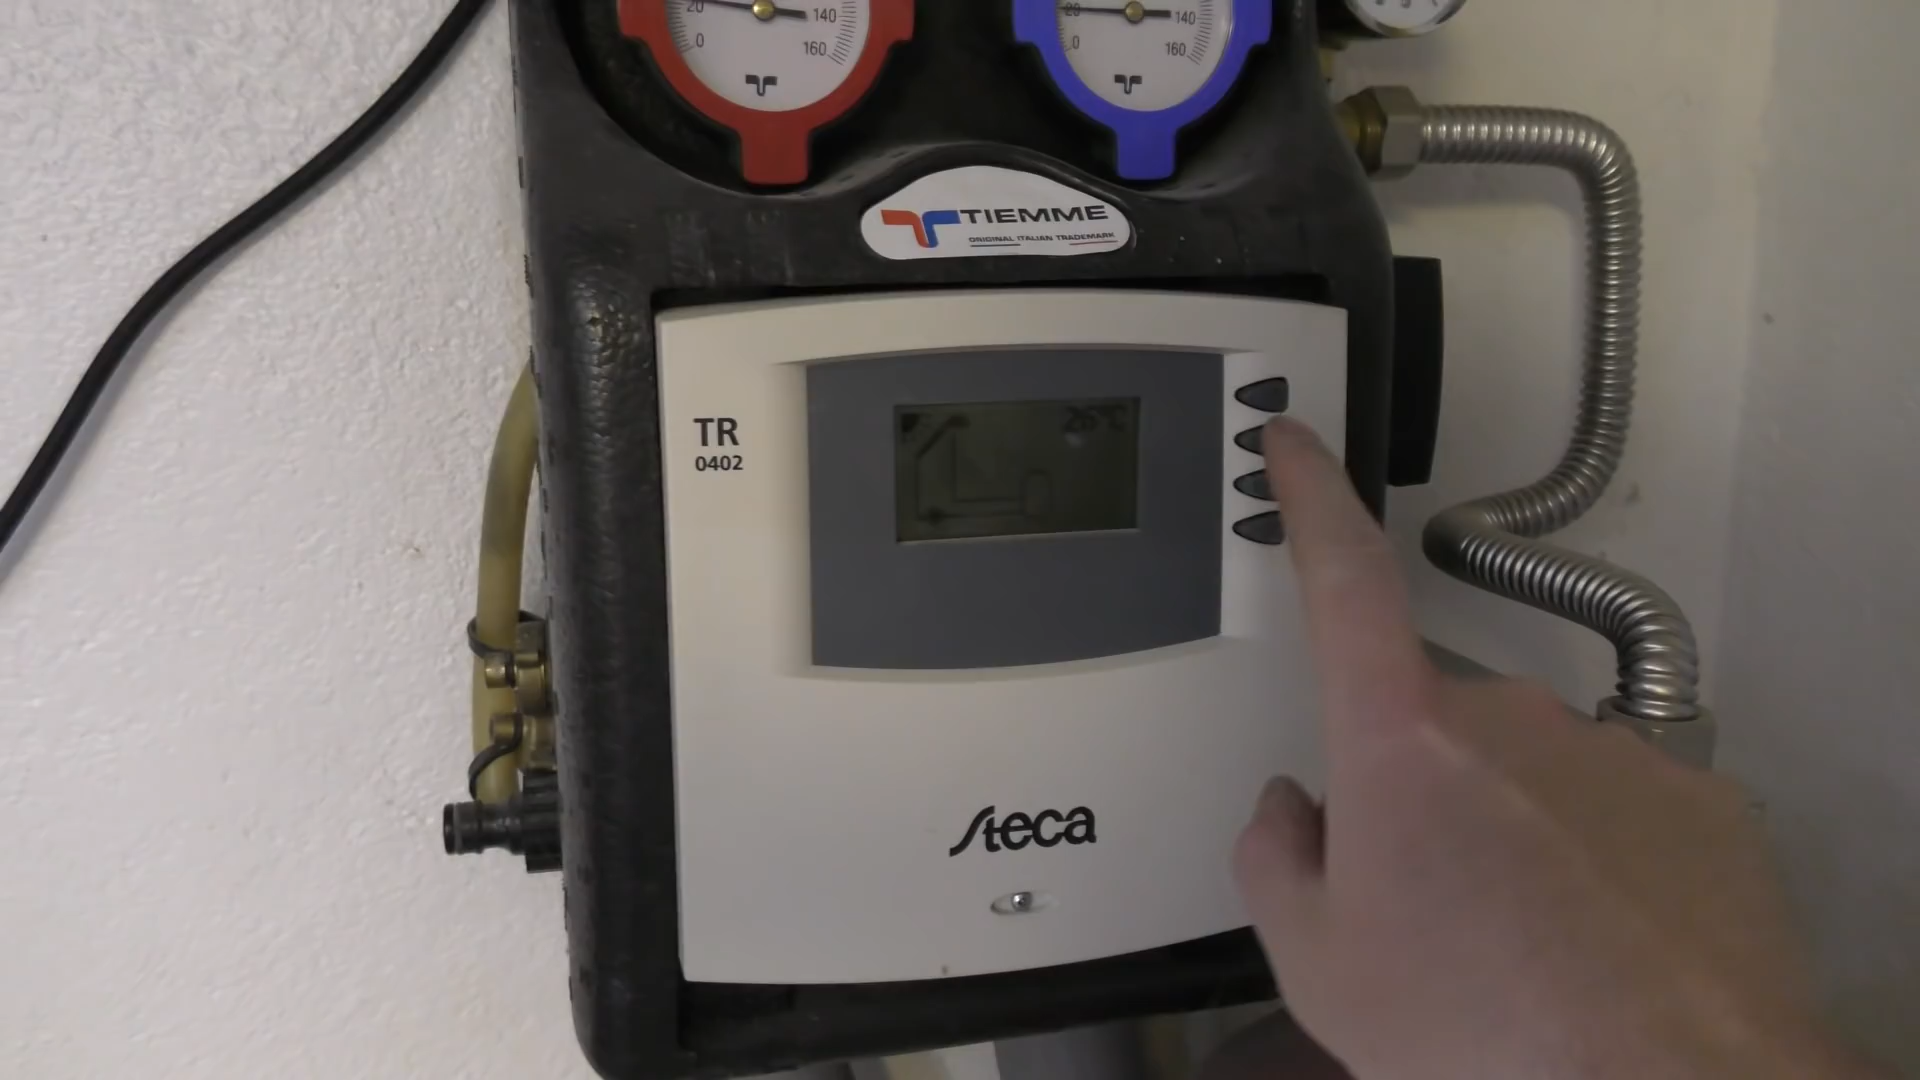 20
140
0
160
20
140
0
160
TIEMME
ORIGINAL ITALIAN TRADEMARK
26°C
TR
0402
Steca